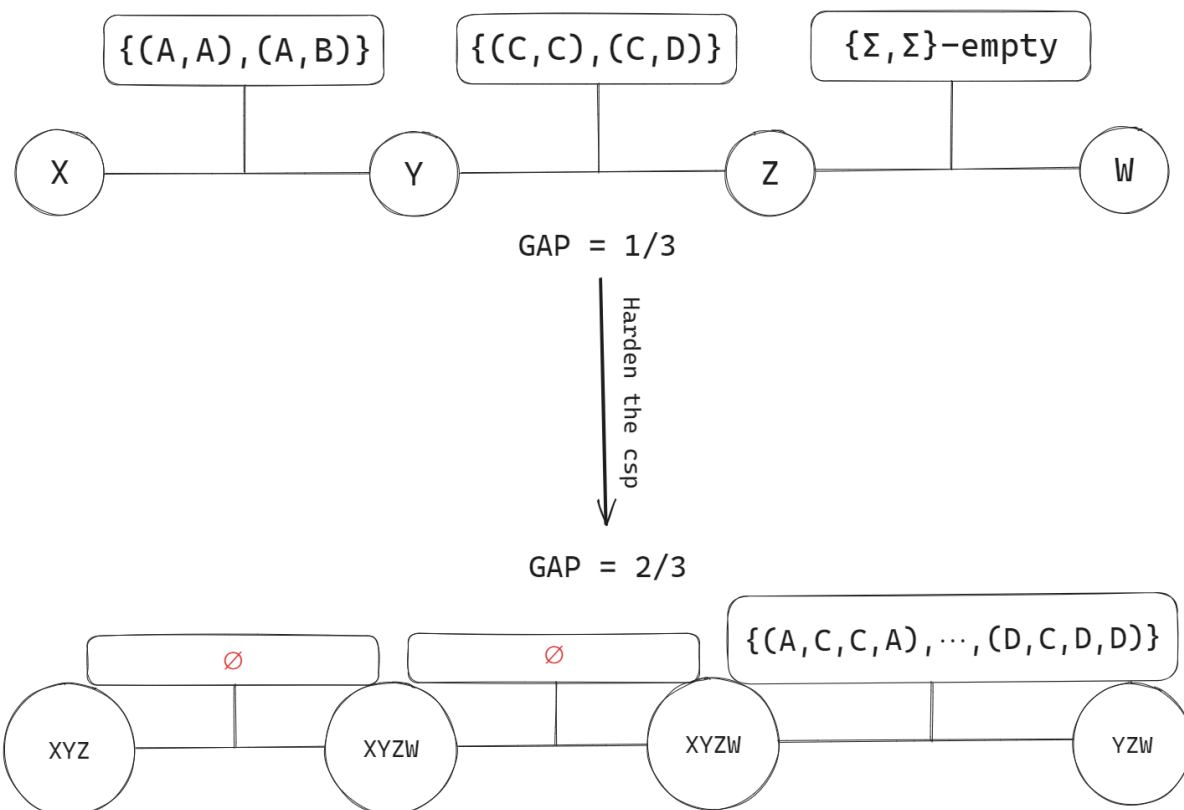 {(A,A),(A,B)}
{(C,C),(C,D)}
{Σ,Σ}-empty
X
Y
Z
W
GAP = 1/3
Harden the csp
GAP = 2/3
∅
∅
{(A,C,C,A),⋯,(D,C,D,D)}
XYZ
XYZW
XYZW
YZW